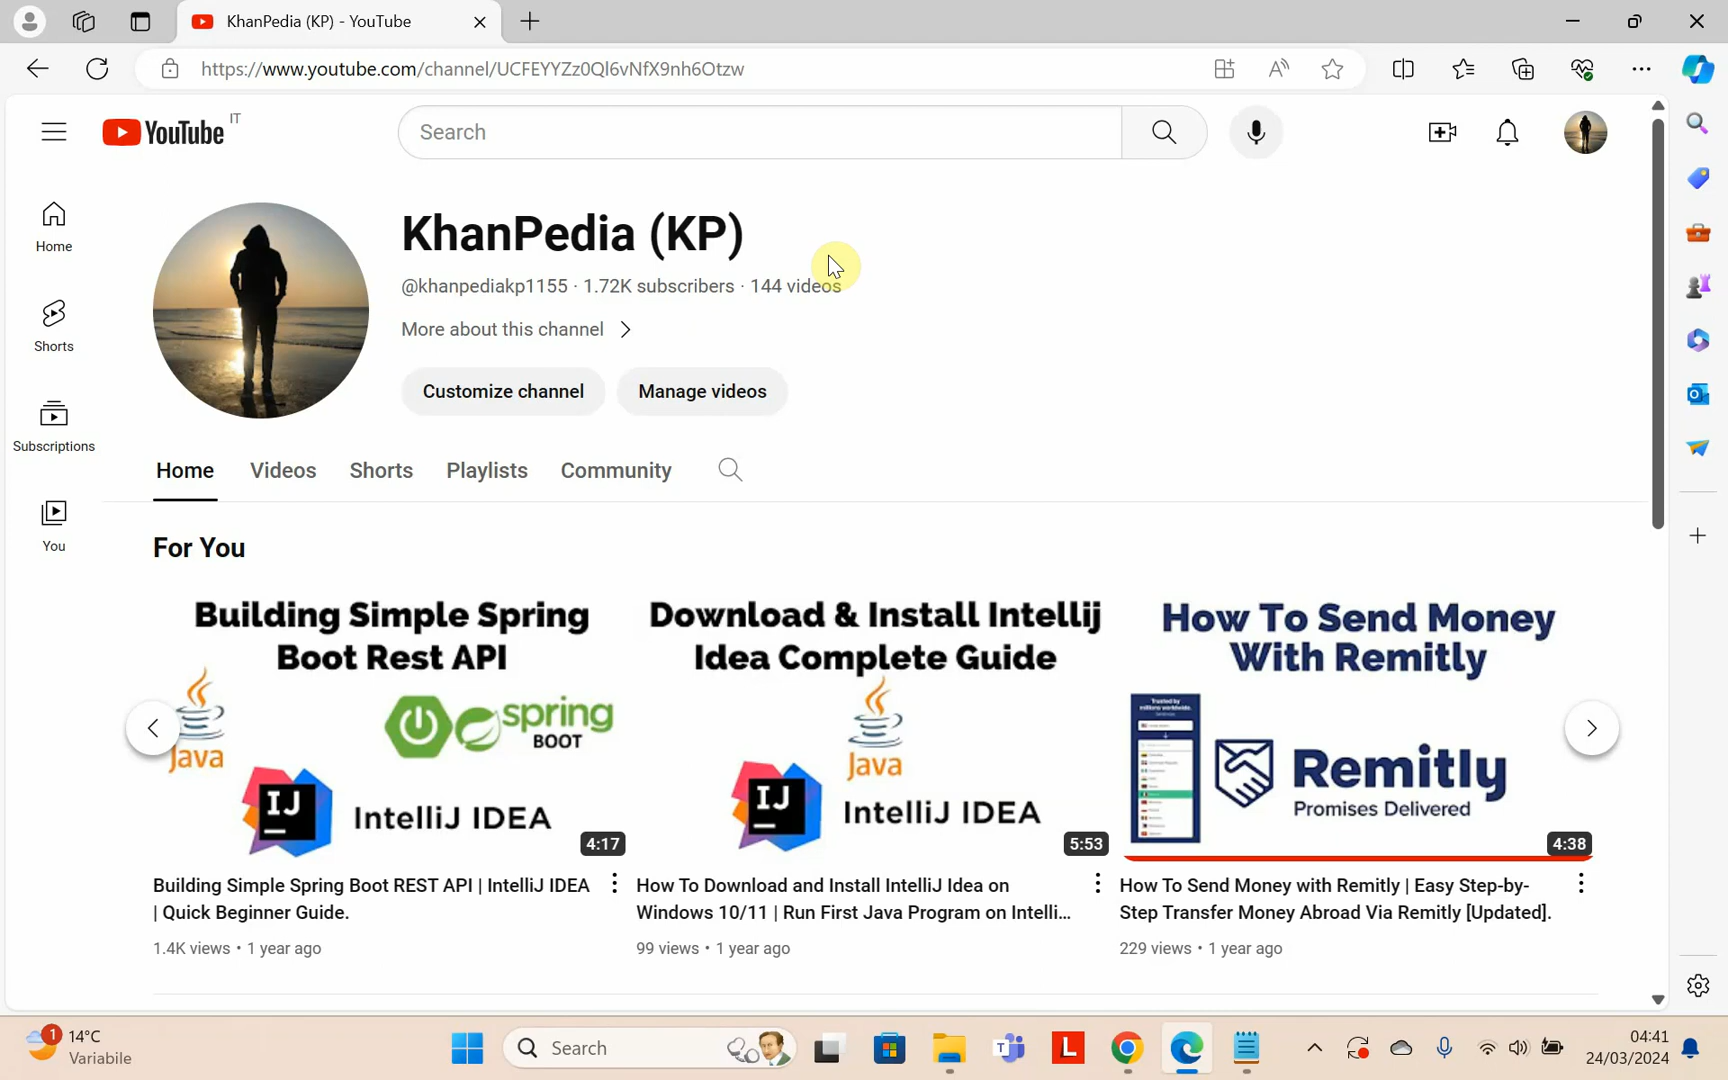 KhanPedia (KP) - YouTube
https://www.youtube.com/channel/UCFEYYZz0Ql6vNfX9nh6Otzw
YouTube IT
Search
Home
Shorts
Subscriptions
You
KhanPedia (KP)
@khanpediakp1155 · 1.72K subscribers · 144 videos
More about this channel
Customize channel
Manage videos
Home Videos Shorts Playlists Community
For You
Building Simple Spring
Boot Rest API
Java
spring
BOOT
IJ
IntelliJ IDEA
4:17
Building Simple Spring Boot REST API | IntelliJ IDEA
| Quick Beginner Guide.
1.4K views • 1 year ago
Download & Install Intellij
Idea Complete Guide
Java
IJ
IntelliJ IDEA
5:53
How To Download and Install IntelliJ Idea on
Windows 10/11 | Run First Java Program on Intelli...
99 views • 1 year ago
How To Send Money
With Remitly
Trusted by
millions worldwide.
Remitly
Promises Delivered
4:38
How To Send Money with Remitly | Easy Step-by-
Step Transfer Money Abroad Via Remitly [Updated].
229 views • 1 year ago
1
14°C
Variabile
Search
L
04:41
24/03/2024